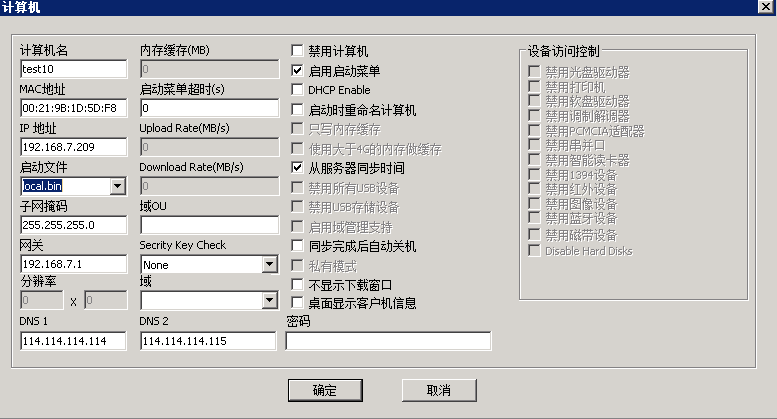 计算机
计算机名
test10
MAC地址
00:21:9B:1D:5D:F8
IP 地址
192.168.7.209
启动文件
local.bin
子网掩码
255.255.255.0
网关
192.168.7.1
分辨率
0 x 0
DNS 1
114.114.114.114
内存缓存(MB)
0
启动菜单超时(s)
0
Upload Rate(MB/s)
0
Download Rate(MB/s)
0
域OU
Secrity Key Check
None
域
DNS 2
114.114.114.115
禁用计算机
启用启动菜单
DHCP Enable
启动时重命名计算机
只写内存缓存
使用大于4G的内存做缓存
从服务器同步时间
禁用所有USB设备
禁用USB存储设备
启用域管理支持
同步完成后自动关机
私有模式
不显示下载窗口
桌面显示客户机信息
密码
设备访问控制
禁用光盘驱动器
禁用打印机
禁用软盘驱动器
禁用调制解调器
禁用PCMCIA适配器
禁用串并口
禁用智能读卡器
禁用1394设备
禁用红外设备
禁用图像设备
禁用蓝牙设备
禁用磁带设备
Disable Hard Disks
确定
取消